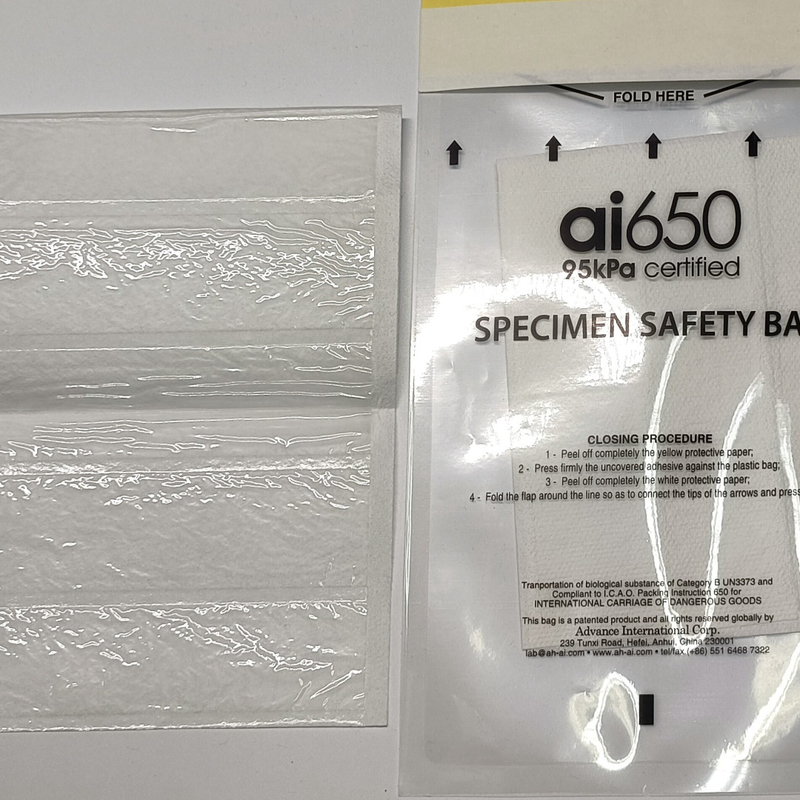 FOLD HERE
ai650
95kPa certified
SPECIMEN SAFETY BA
CLOSING PROCEDURE
1 - Peel off completely the yellow protective paper;
2 - Press firmly the uncovered adhesive against the plastic bag;
3 - Peel off completely the white protective paper;
4 - Fold the flap around the line so as to connect the tips of the arrows and press
Tranportation of biological substance of Category B UN3373 and
Compliant to I.C.A.O. Packing Instruction 650 for
INTERNATIONAL CARRIAGE OF DANGEROUS GOODS
This bag is a patented product and all rights reserved globally by
Advance International Corp.
239 Tunxi Road, Hefei, Anhui, China 230001
lab@ah-ai.com • www.ah-ai.com • tel/fax (+86) 551 6468 7322